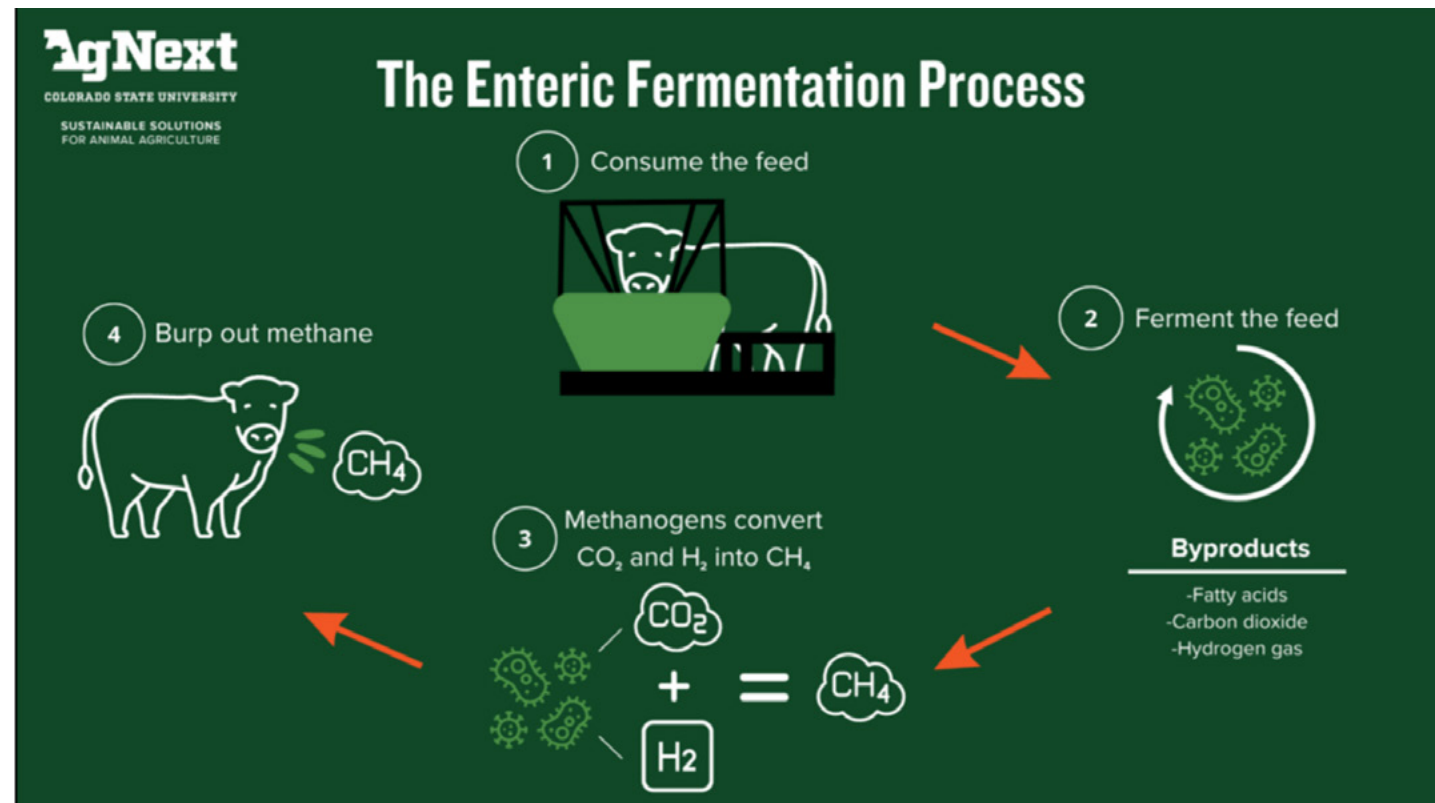 AgNext
COLORADO STATE UNIVERSITY
SUSTAINABLE SOLUTIONS
FOR ANIMAL AGRICULTURE
The Enteric Fermentation Process
1 Consume the feed
2 Ferment the feed
Byproducts
-Fatty acids
-Carbon dioxide
-Hydrogen gas
3 Methanogens convert
CO₂ and H₂ into CH₄
CO2
+ = CH4
H2
4 Burp out methane
CH4